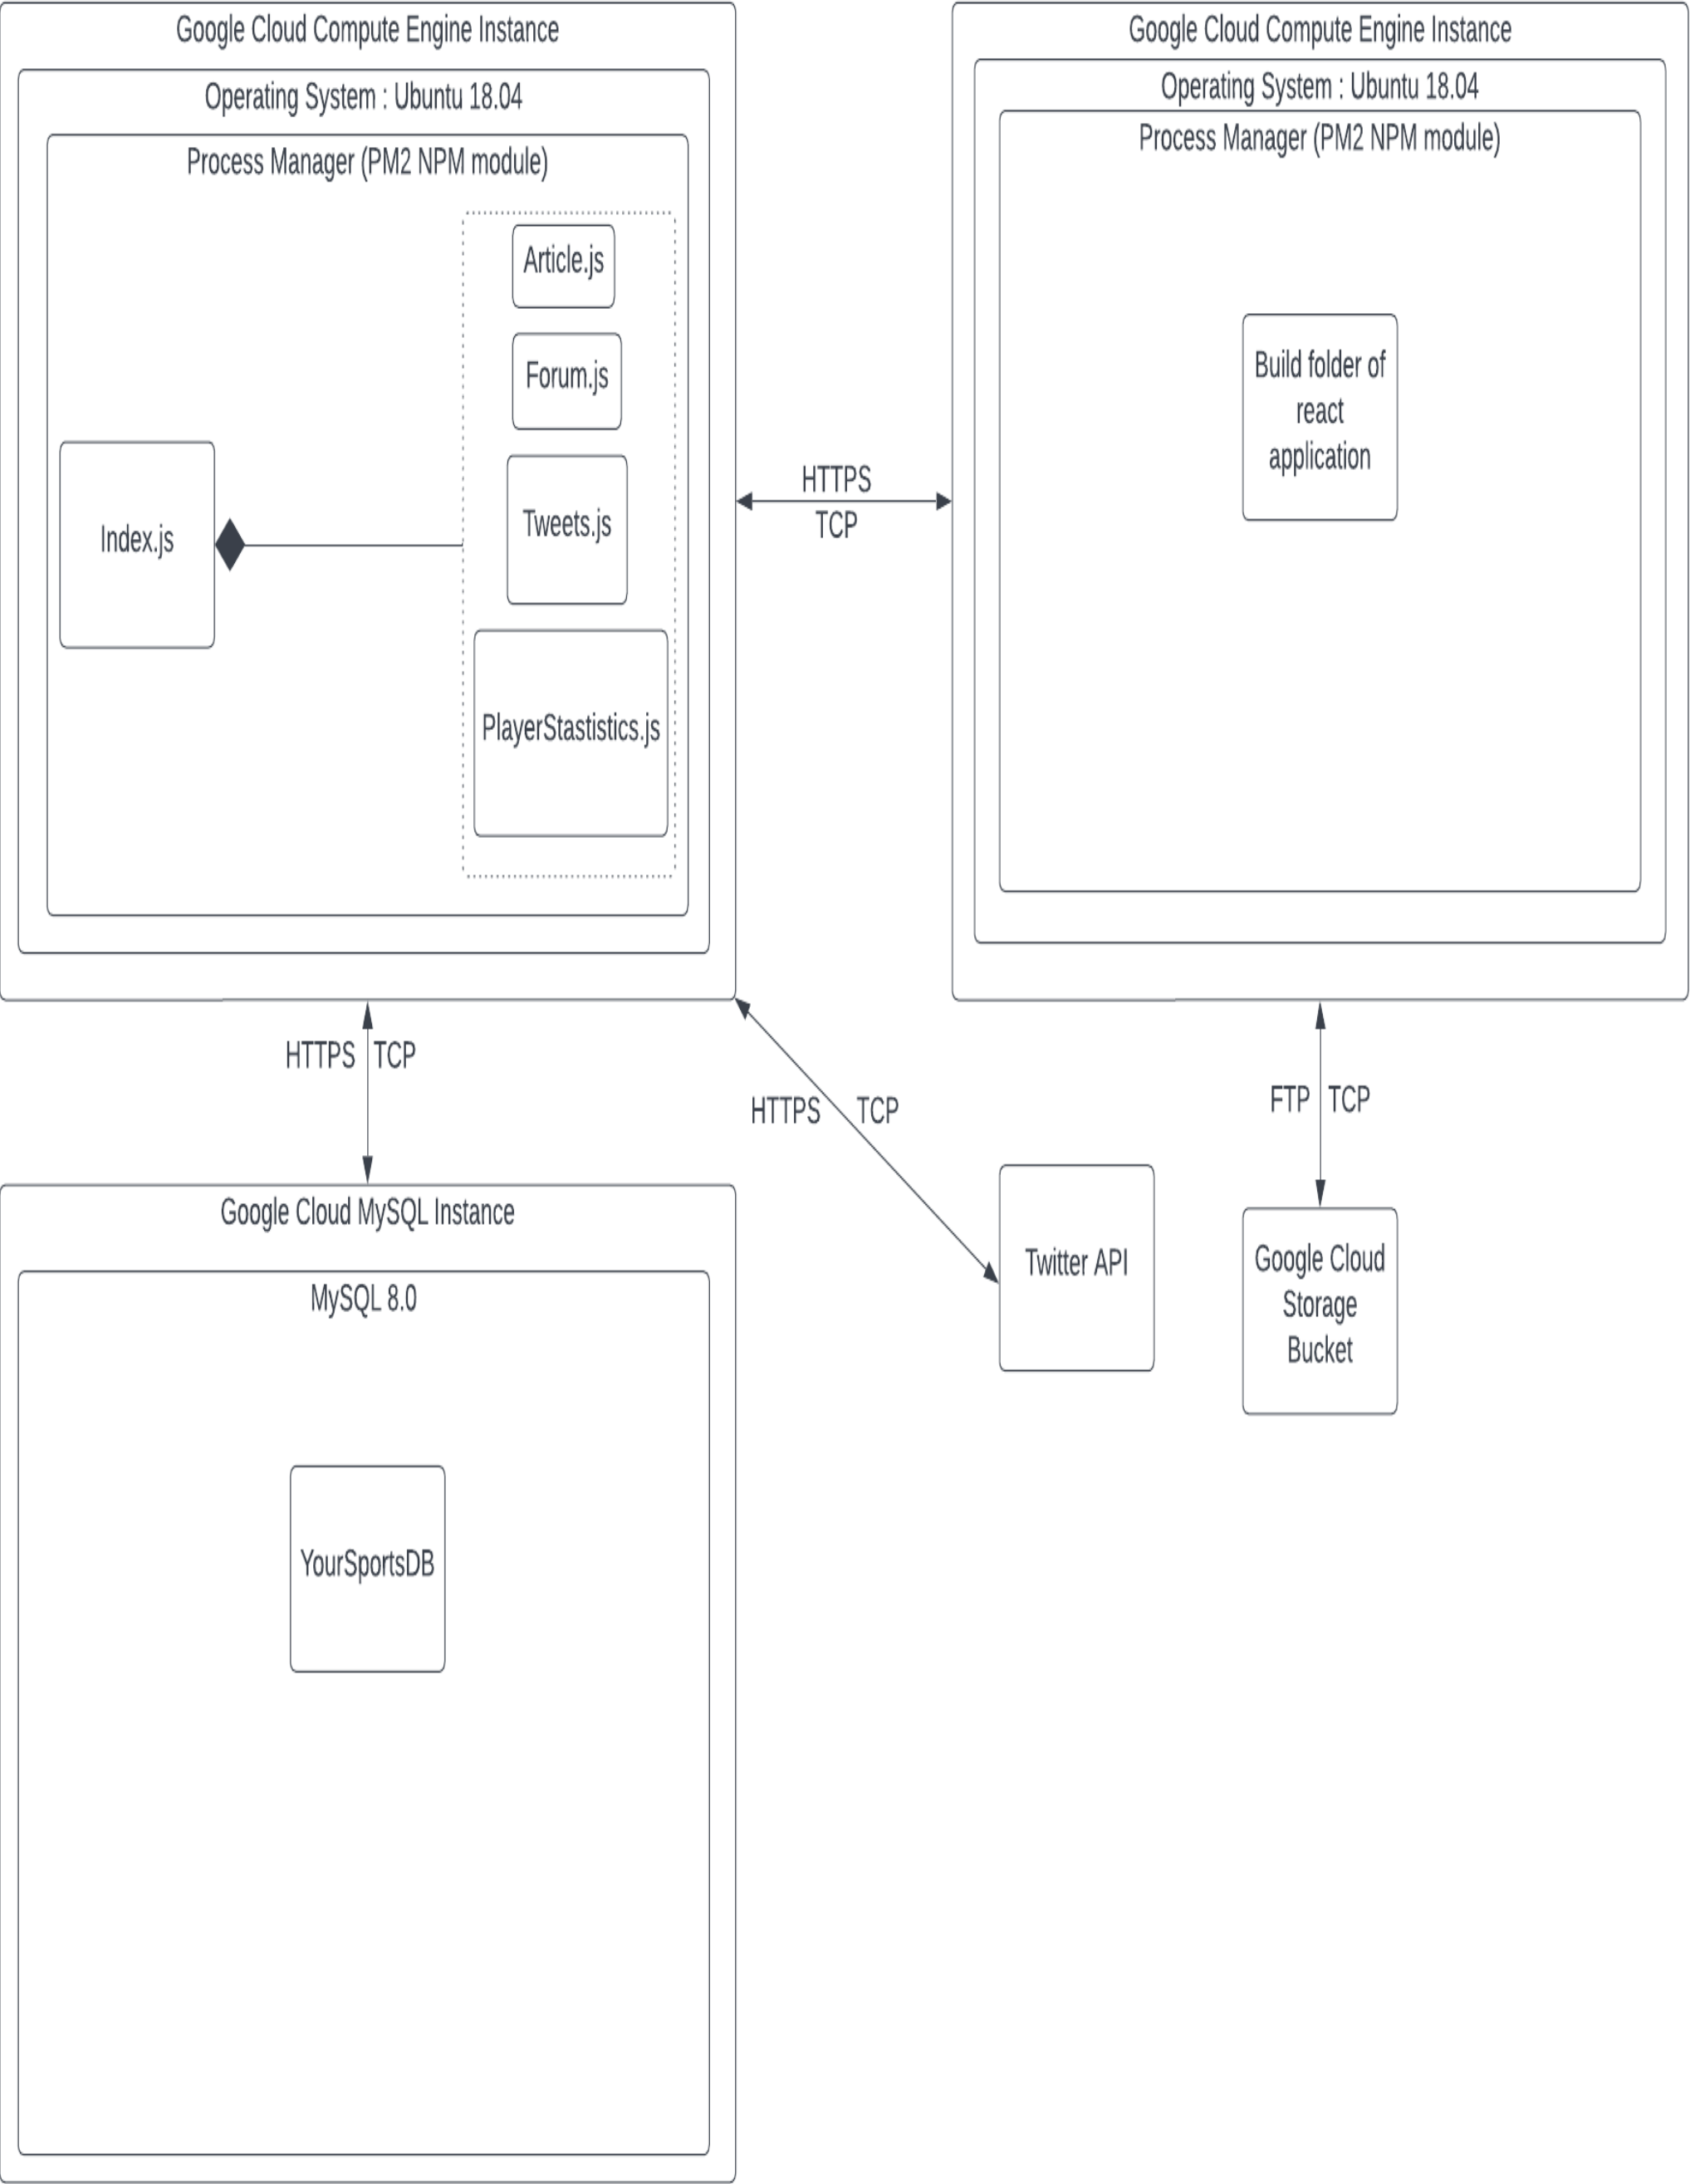 Google Cloud Compute Engine Instance
Operating System : Ubuntu 18.04
Process Manager (PM2 NPM module)
Article.js
Forum.js
Tweets.js
PlayerStastistics.js
Index.js
HTTPS
TCP
Google Cloud Compute Engine Instance
Operating System : Ubuntu 18.04
Process Manager (PM2 NPM module)
Build folder of
react
application
HTTPS TCP
HTTPS TCP
FTP TCP
Google Cloud MySQL Instance
MySQL 8.0
YourSportsDB
Twitter API
Google Cloud
Storage
Bucket